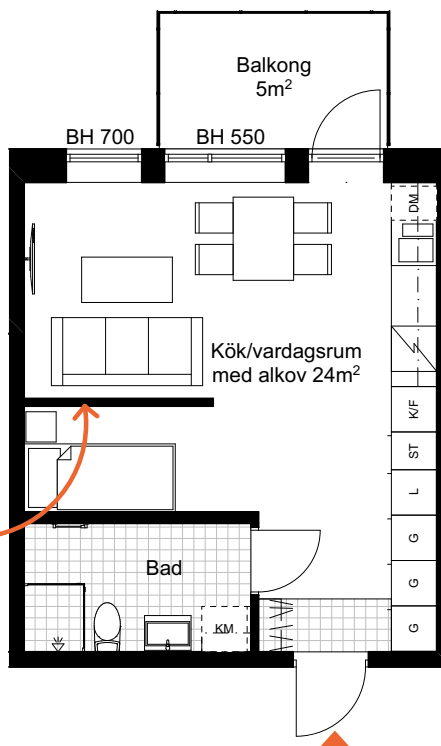 Balkong
5m²
BH 700
BH 550
DM
Kök/vardagsrum
med alkov 24m²
K/F
ST
L
G
G
G
Bad
KM